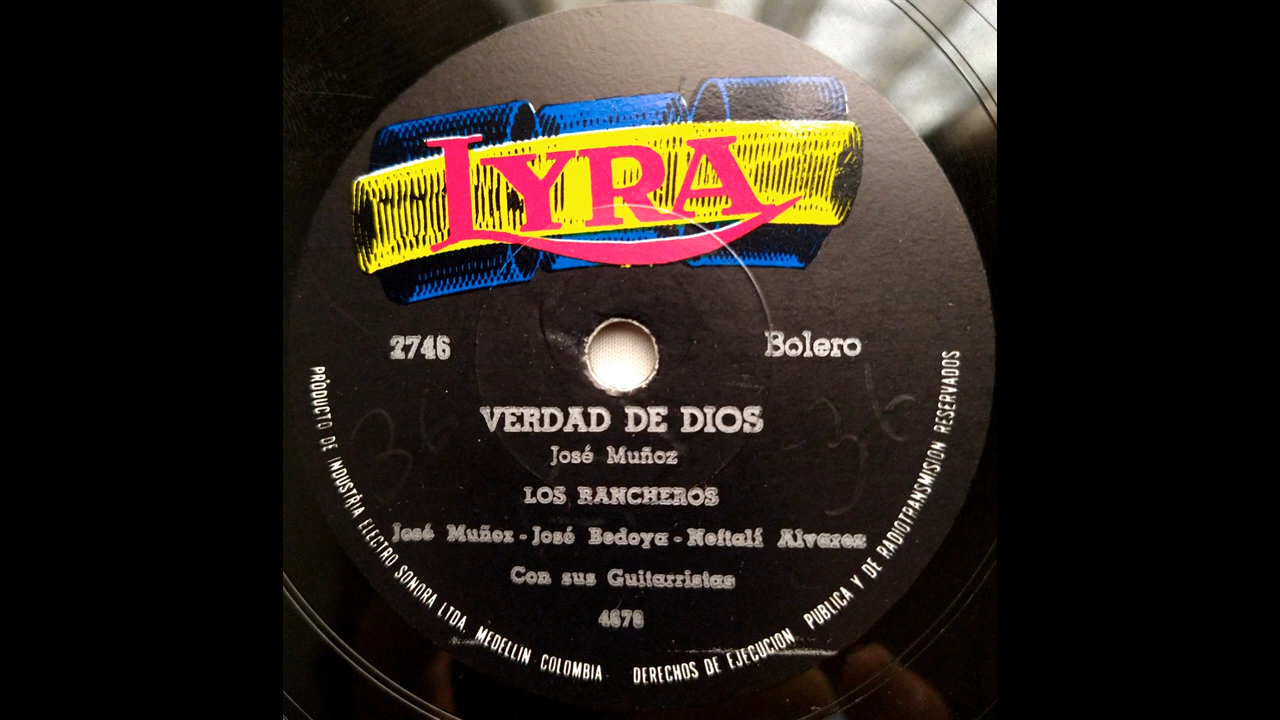 LYRA
2746
Bolero
VERDAD DE DIOS
José Muñoz
LOS RANCHEROS
José Muñoz - José Bedoya - Neftalí Alvarez
Con sus Guitarristas
4678
PRODUCTO DE INDUSTRIA ELECTRO SONORA LTDA. MEDELLIN - COLOMBIA
DERECHOS DE EJECUCION PUBLICA Y DE RADIOTRANSMISION RESERVADOS
36